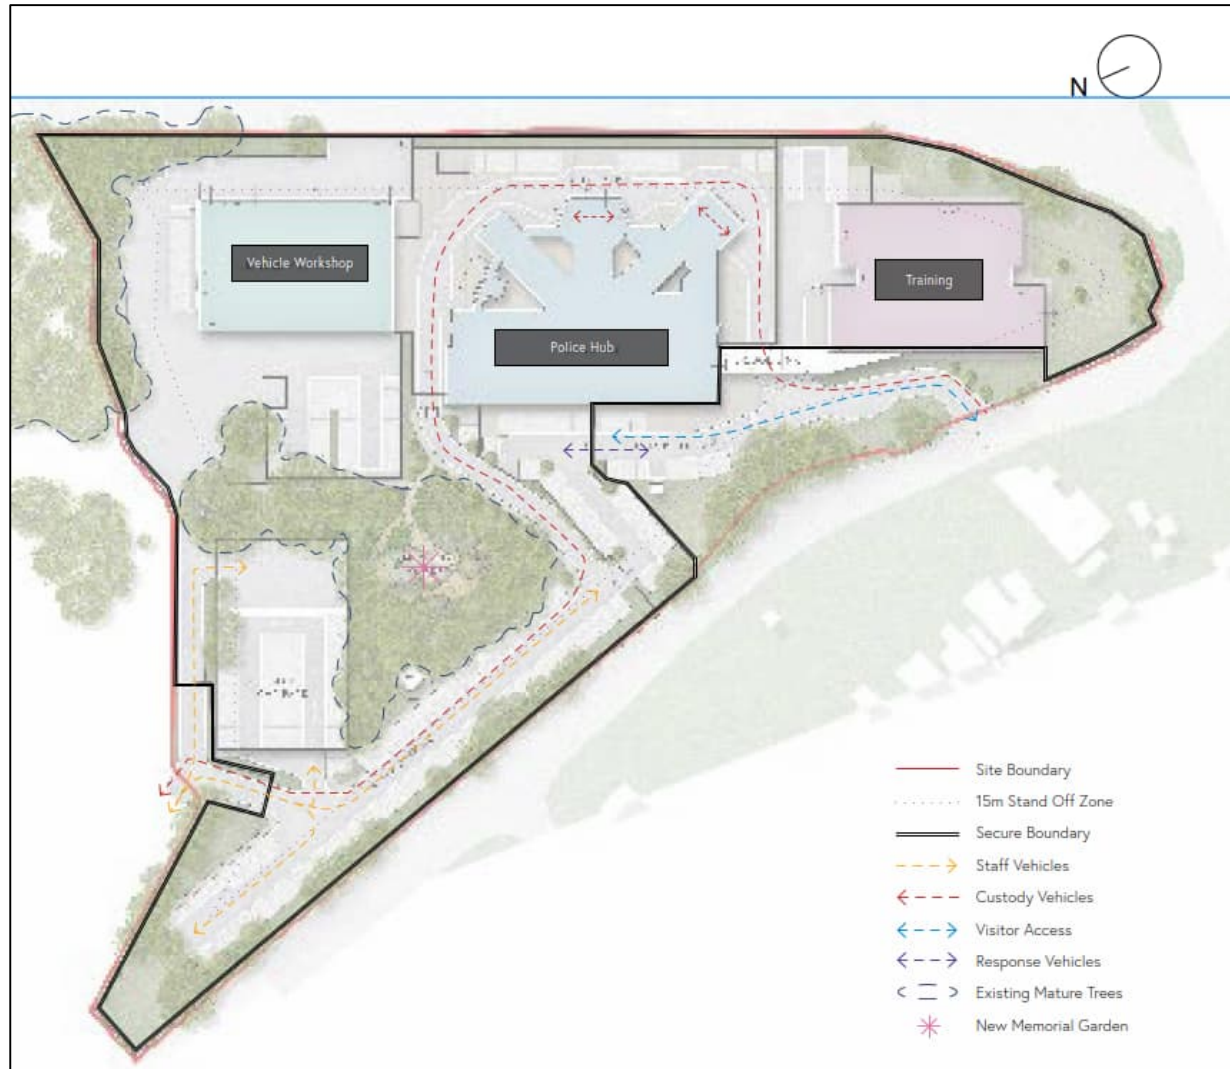 N
Vehicle Workshop
Training
Police Hub
Site Boundary
15m Stand Off Zone
Secure Boundary
Staff Vehicles
Custody Vehicles
Visitor Access
Response Vehicles
Existing Mature Trees
New Memorial Garden